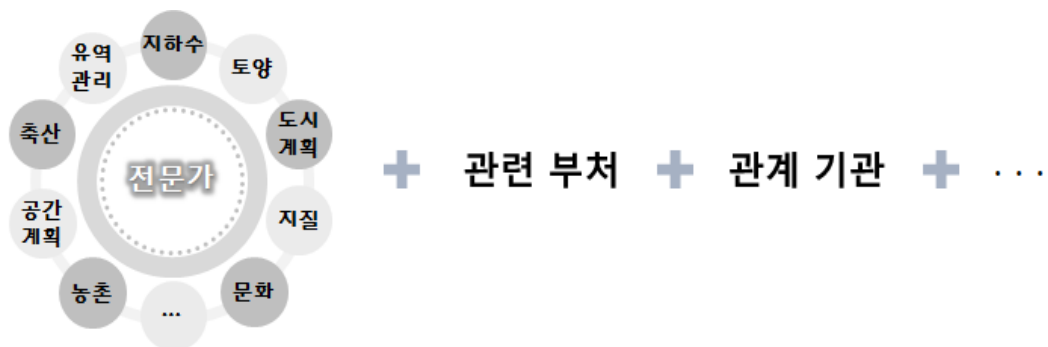 지하수
토양
도시
계획
지질
문화
...
농촌
공간
계획
축산
유역
관리
전문가
+ 관련 부처 + 관계 기관 + . . .